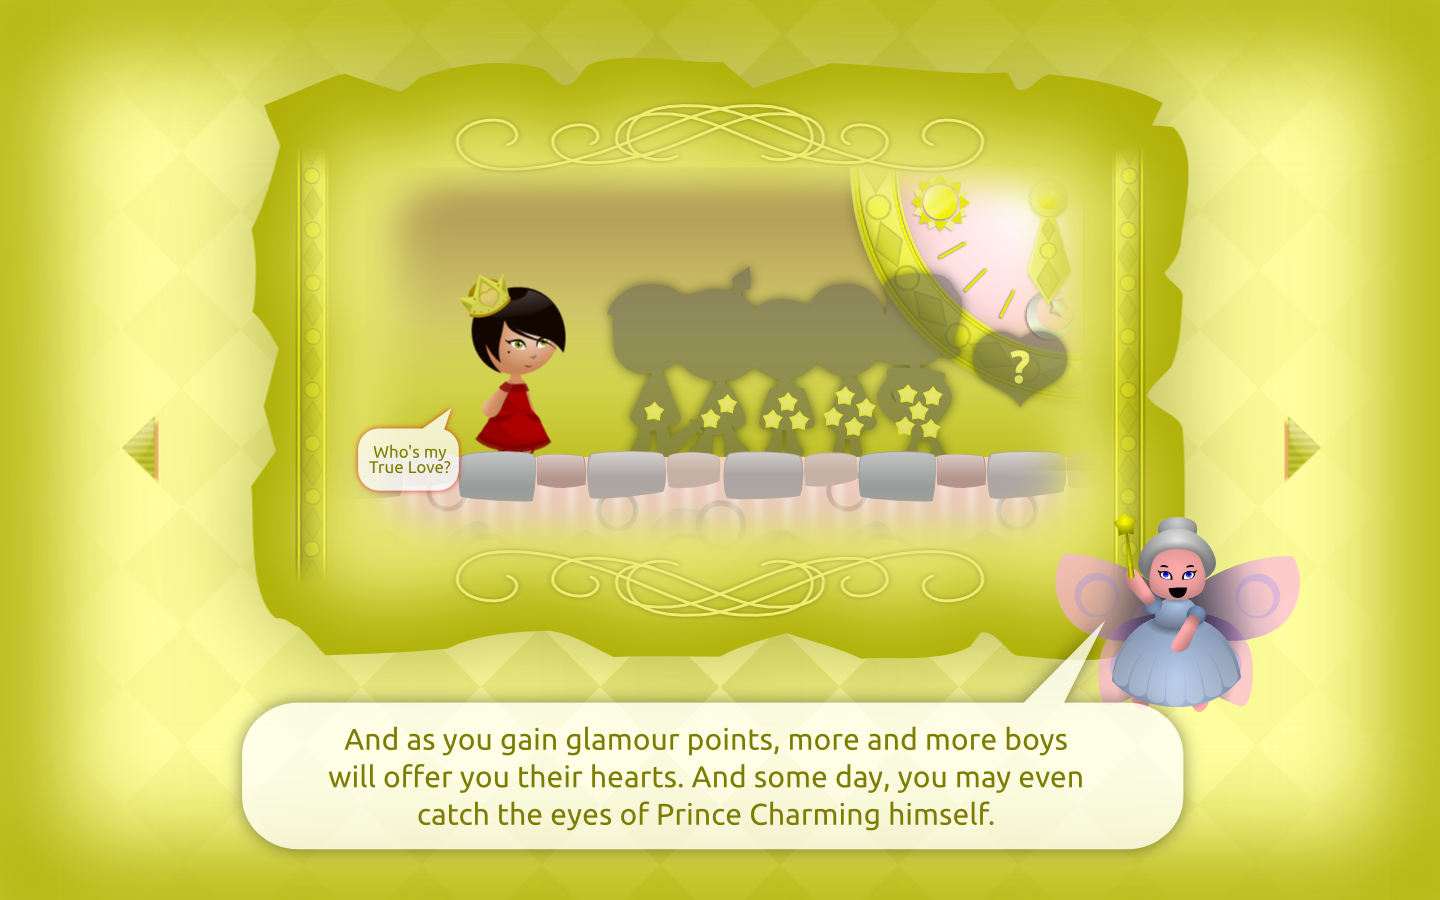 Who's my
True Love?
?
And as you gain glamour points, more and more boys
will offer you their hearts. And some day, you may even
catch the eyes of Prince Charming himself.